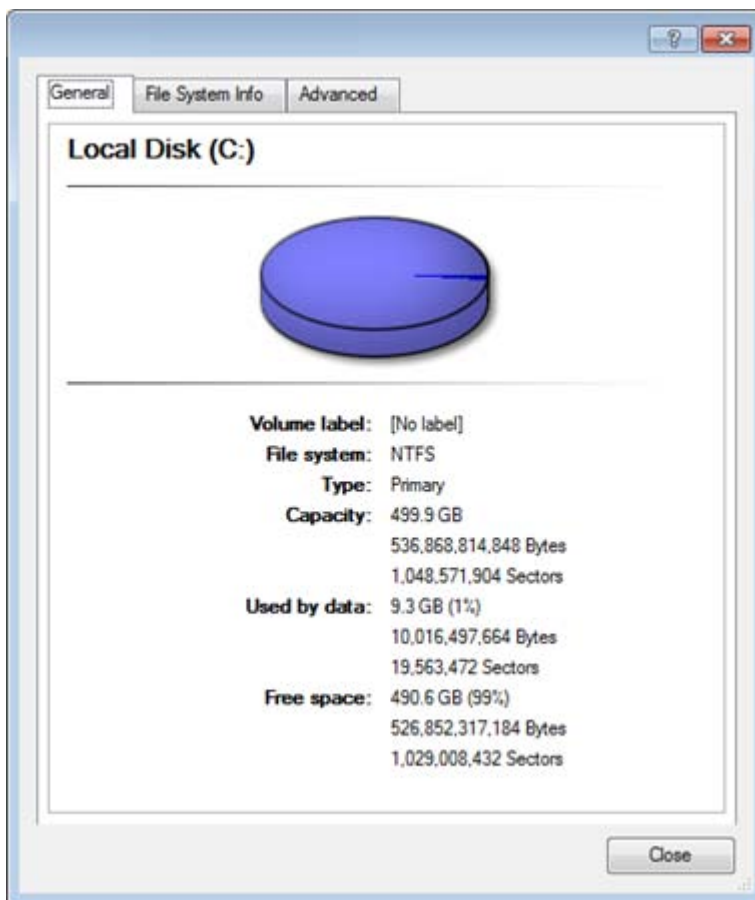 General File System Info Advanced
Local Disk (C:)
Volume label: [No label]
File system: NTFS
Type: Primary
Capacity: 499.9 GB
536,868,814,848 Bytes
1,048,571,904 Sectors
Used by data: 9.3 GB (1%)
10,016,497,664 Bytes
19,563,472 Sectors
Free space: 490.6 GB (99%)
526,852,317,184 Bytes
1,029,008,432 Sectors
Close